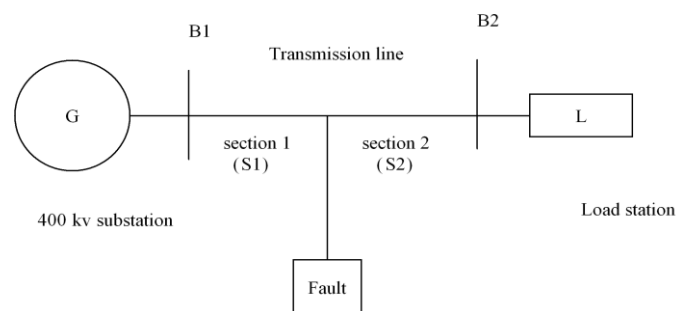 B1
B2
Transmission line
G
L
section 1
(S1)
section 2
(S2)
400 kv substation
Load station
Fault